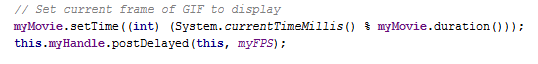 // Set current frame of GIF to display
myMovie.setTime((int) (System.currentTimeMillis() % myMovie.duration()));
this.myHandle.postDelayed(this, myFPS);